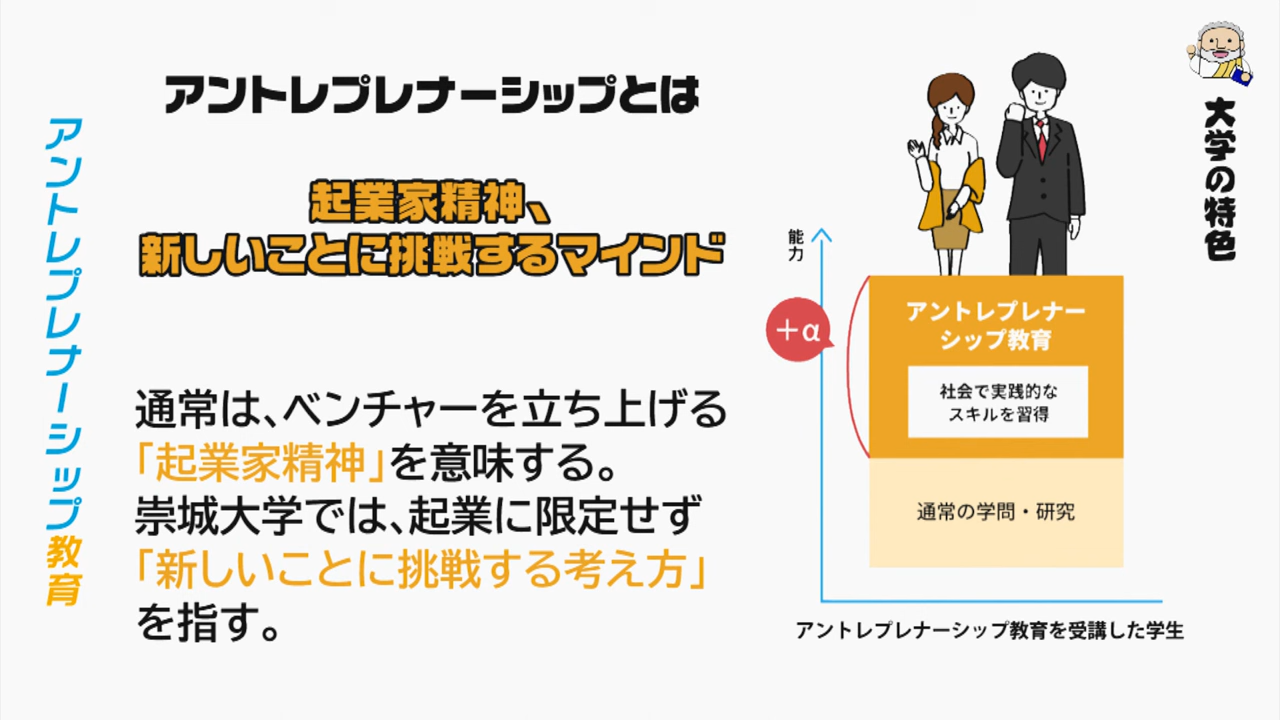 アントレプレナーシップ教育
アントレプレナーシップとは
起業家精神、
新しいことに挑戦するマインド
通常は、ベンチャーを立ち上げる
「起業家精神」を意味する。
崇城大学では、起業に限定せず
「新しいことに挑戦する考え方」
を指す。
大学の特色
能力
+α
アントレプレナー
シップ教育
社会で実践的な
スキルを習得
通常の学問・研究
アントレプレナーシップ教育を受講した学生